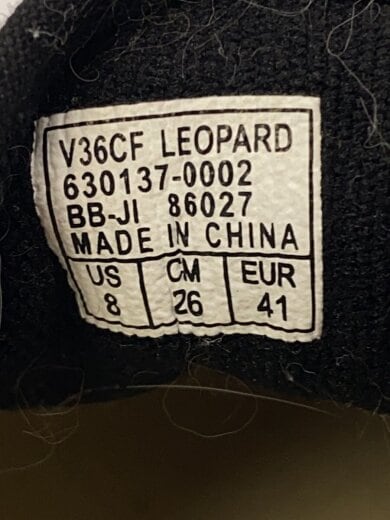 V36CF LEOPARD
630137-0002
BB-JI 86027
MADE IN CHINA
US CM EUR
8 26 41